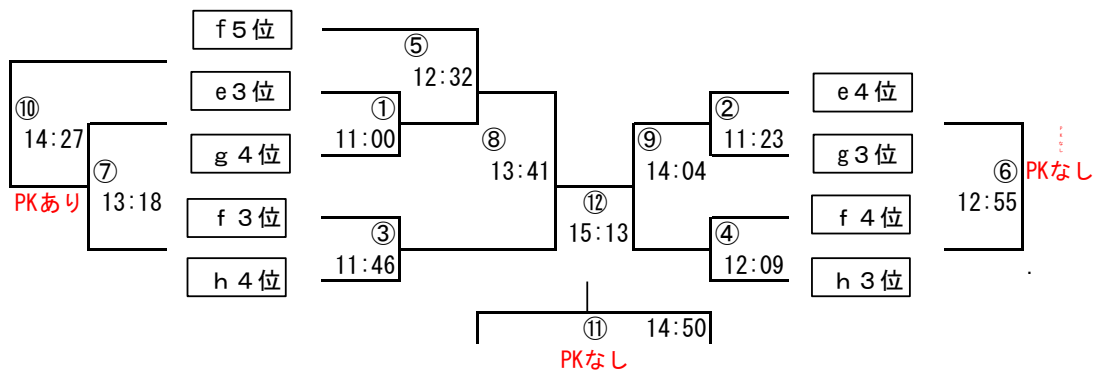 f５位
⑤
12:32
e３位
e４位
⑩
14:27
①
11:00
②
11:23
g４位
⑧
13:41
⑨
14:04
g３位
⑥
12:55
PKなし
⑦
13:18
PKあり
f３位
⑫
15:13
f４位
③
11:46
④
12:09
h４位
h３位
⑪
14:50
PKなし